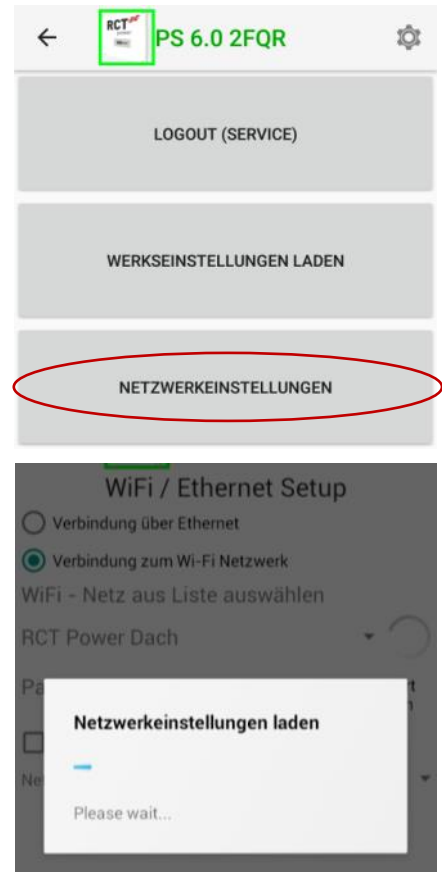 RCT
PS 6.0 2FQR
LOGOUT (SERVICE)
WERKSEINSTELLUNGEN LADEN
NETZWERKEINSTELLUNGEN
WiFi / Ethernet Setup
Verbindung über Ethernet
Verbindung zum Wi-Fi Netzwerk
WiFi - Netz aus Liste auswählen
RCT Power Dach
Netzwerkeinstellungen laden
Please wait...